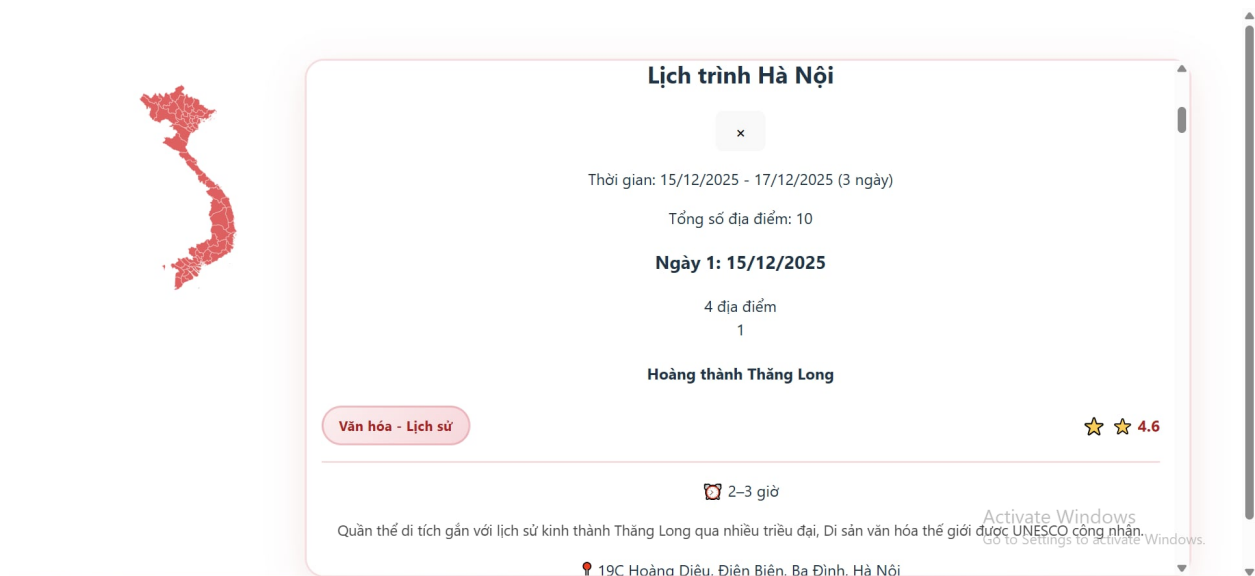 Lịch trình Hà Nội
×
Thời gian: 15/12/2025 - 17/12/2025 (3 ngày)
Tổng số địa điểm: 10
Ngày 1: 15/12/2025
4 địa điểm
1
Hoàng thành Thăng Long
Văn hóa - Lịch sử
4.6
2–3 giờ
Quần thể di tích gắn với lịch sử kinh thành Thăng Long qua nhiều triều đại, Di sản văn hóa thế giới được UNESCO công nhận.
19C Hoàng Diệu, Điện Biên, Ba Đình, Hà Nội
Activate Windows
Go to Settings to activate Windows.